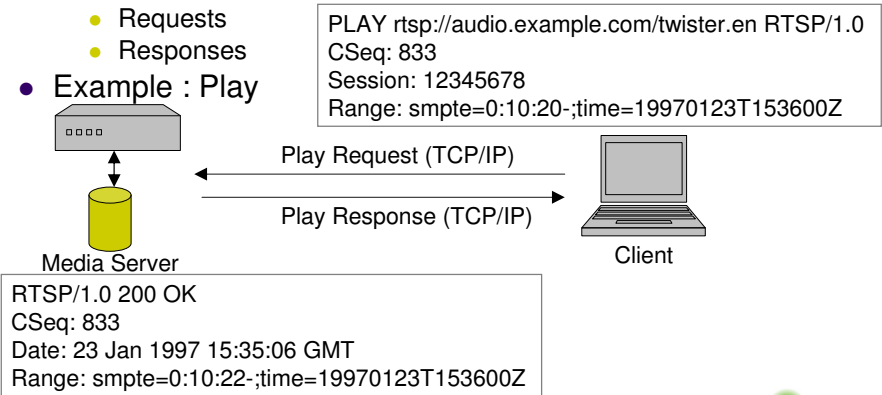 Requests
Responses
Example : Play
PLAY rtsp://audio.example.com/twister.en RTSP/1.0
CSeq: 833
Session: 12345678
Range: smpte=0:10:20-;time=19970123T153600Z
Play Request (TCP/IP)
Play Response (TCP/IP)
Media Server
Client
RTSP/1.0 200 OK
CSeq: 833
Date: 23 Jan 1997 15:35:06 GMT
Range: smpte=0:10:22-;time=19970123T153600Z